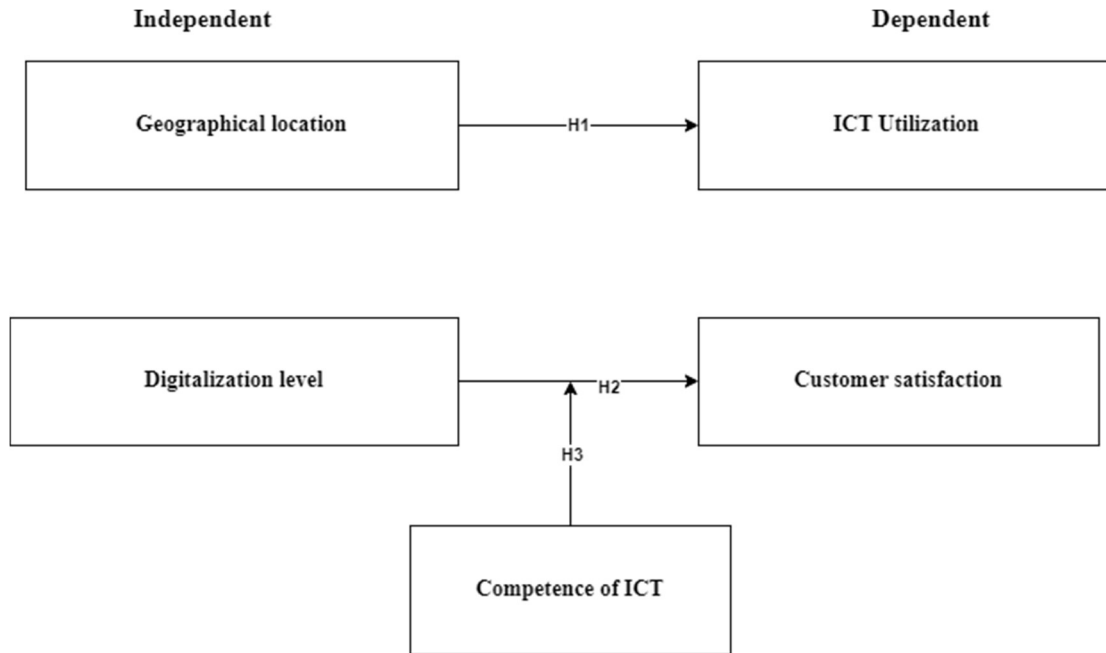 Independent
Dependent
Geographical location
H1
ICT Utilization
Digitalization level
H2
Customer satisfaction
H3
Competence of ICT